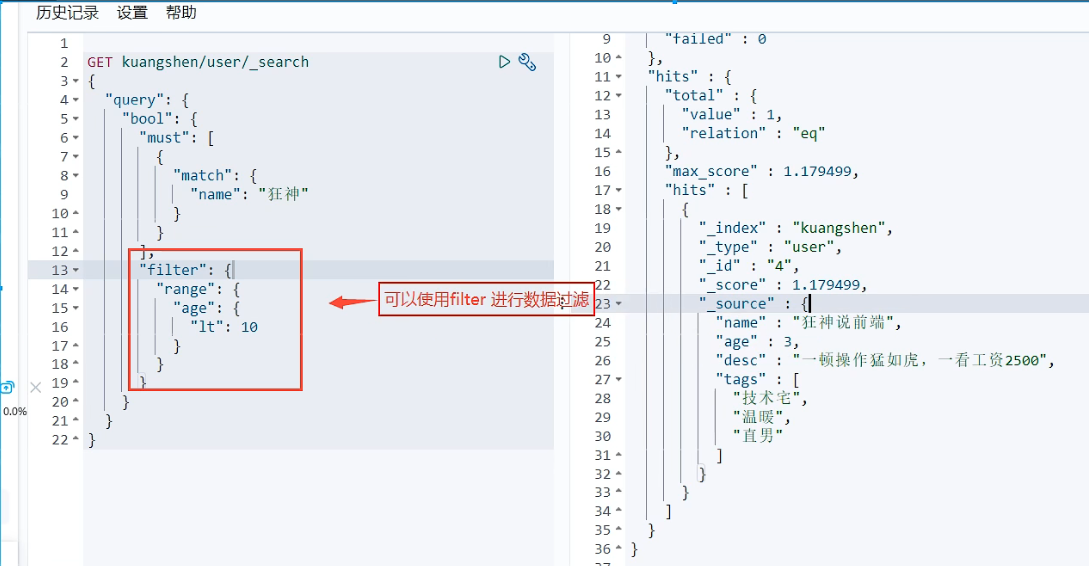 历史记录 设置 帮助
1
2 GET kuangshen/user/_search
3 {
4 "query": {
5 "bool": {
6 "must": [
7 {
8 "match": {
9 "name": "狂神"
10 }
11 }
12 ],
13 "filter": {
14 "range": {
15 "age": {
16 "lt": 10
17 }
18 }
19 }
20 }
21 }
22 }
可以使用filter 进行数据过滤
0.0%
9 "failed" : 0
10 },
11 "hits" : {
12 "total" : {
13 "value" : 1,
14 "relation" : "eq"
15 },
16 "max_score" : 1.179499,
17 "hits" : [
18 {
19 "_index" : "kuangshen",
20 "_type" : "user",
21 "_id" : "4",
22 "_score" : 1.179499,
23 "_source" : {
24 "name" : "狂神说前端",
25 "age" : 3,
26 "desc" : "一顿操作猛如虎，一看工资2500",
27 "tags" : [
28 "技术宅",
29 "温暖",
30 "直男"
31 ]
32 }
33 }
34 ]
35 }
36 }